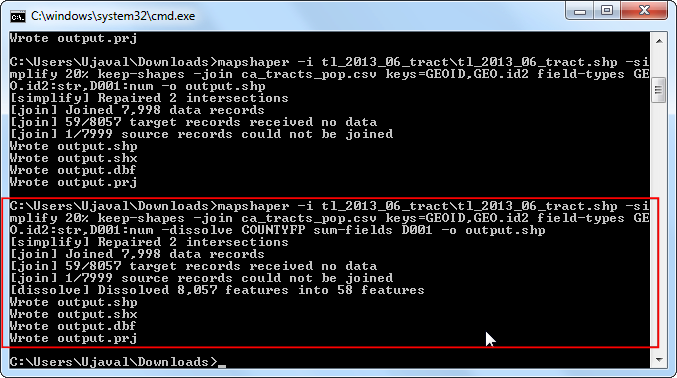 C:\windows\system32\cmd.exe
Wrote output.prj
C:\Users\Ujaval\Downloads>mapshaper -i tl_2013_06_tract\tl_2013_06_tract.shp -si
mplify 20% keep-shapes -join ca_tracts_pop.csv keys=GEOID,GEO.id2 field-types GE
O.id2:str,D001:num -o output.shp
[simplify] Repaired 2 intersections
[join] Joined 7,998 data records
[join] 59/8057 target records received no data
[join] 1/7999 source records could not be joined
Wrote output.shp
Wrote output.shx
Wrote output.dbf
Wrote output.prj
C:\Users\Ujaval\Downloads>mapshaper -i tl_2013_06_tract\tl_2013_06_tract.shp -si
mplify 20% keep-shapes -join ca_tracts_pop.csv keys=GEOID,GEO.id2 field-types GE
O.id2:str,D001:num -dissolve COUNTYFP sum-fields D001 -o output.shp
[simplify] Repaired 2 intersections
[join] Joined 7,998 data records
[join] 59/8057 target records received no data
[join] 1/7999 source records could not be joined
[dissolve] Dissolved 8,057 features into 58 features
Wrote output.shp
Wrote output.shx
Wrote output.dbf
Wrote output.prj
C:\Users\Ujaval\Downloads>_